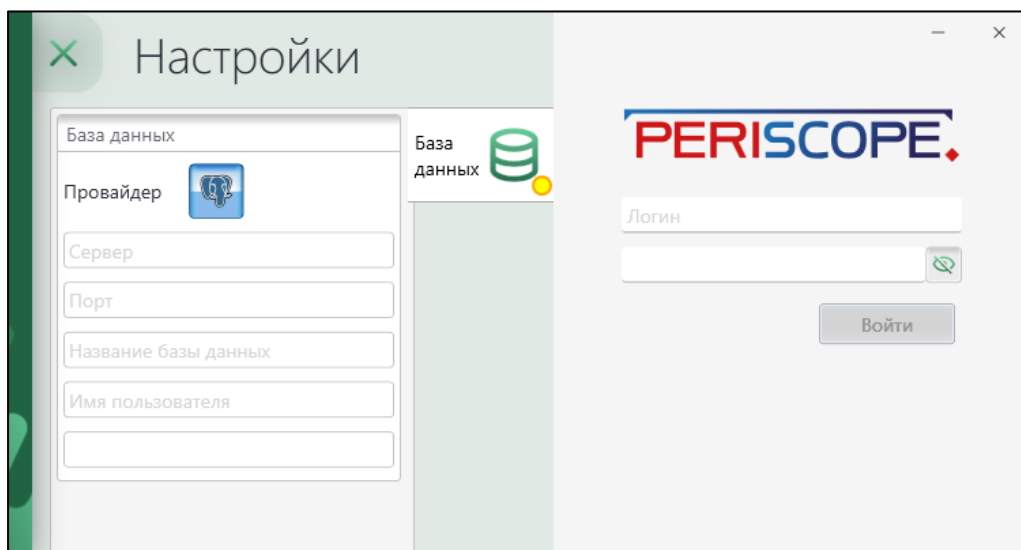 Настройки
База данных
Провайдер
Сервер
Порт
Название базы данных
Имя пользователя
База
данных
PERISCOPE.
Логин
Войти